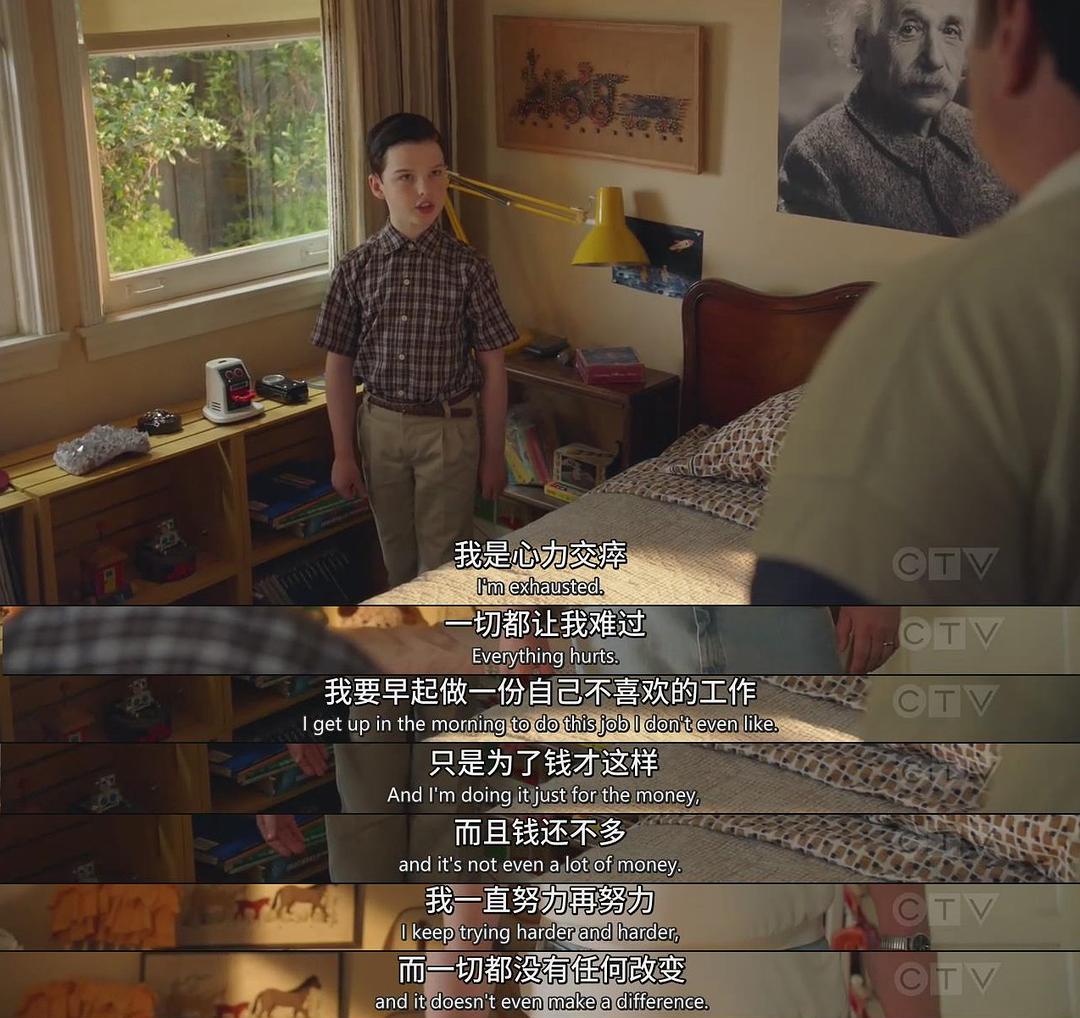 CTV
我是心力交瘁
I'm exhausted.
一切都让我难过
Everything hurts.
CTV
我要早起做一份自己不喜欢的工作
I get up in the morning to do this job I don't even like.
CTV
只是为了钱才这样
And I'm doing it just for the money,
CTV
而且钱还不多
and it's not even a lot of money.
CTV
我一直努力再努力
I keep trying harder and harder,
CTV
而一切都没有任何改变
and it doesn't even make a difference.
CTV